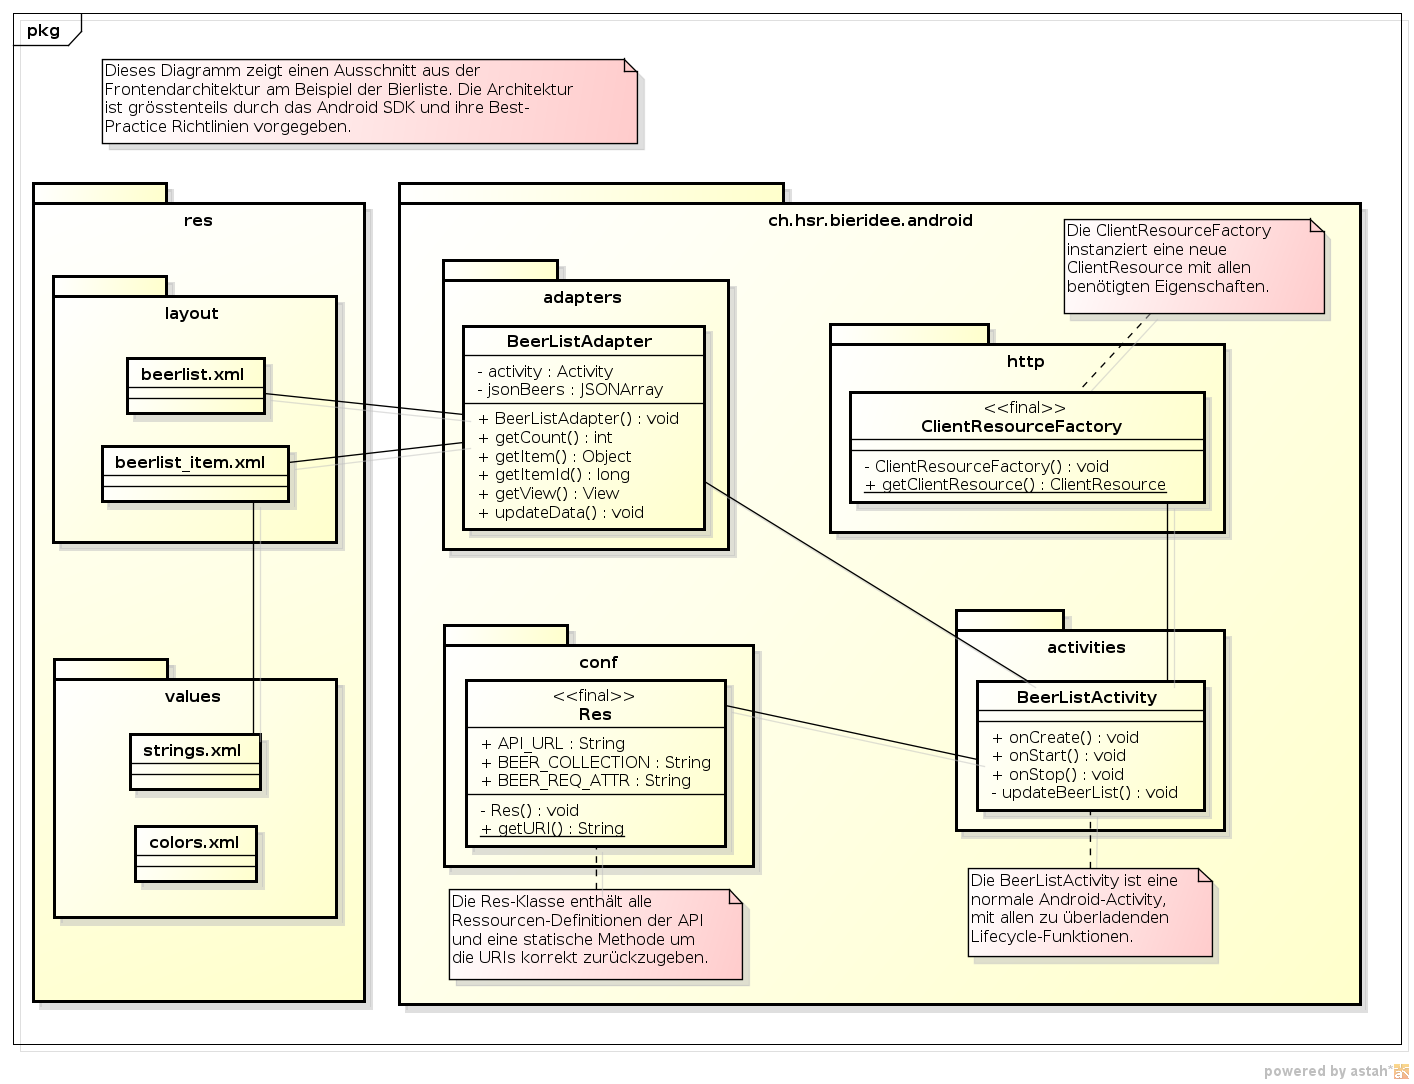 pkg
Dieses Diagramm zeigt einen Ausschnitt aus der
Frontendarchitektur am Beispiel der Bierliste. Die Architektur
ist grösstenteils durch das Android SDK und ihre Best-
Practice Richtlinien vorgegeben.
res
layout
beerlist.xml
beerlist_item.xml
values
strings.xml
colors.xml
ch.hsr.bieridee.android
adapters
BeerListAdapter
- activity : Activity
- jsonBeers : JSONArray
+ BeerListAdapter() : void
+ getCount() : int
+ getItem() : Object
+ getItemId() : long
+ getView() : View
+ updateData() : void
Die ClientResourceFactory
instanziert eine neue
ClientResource mit allen
benötigten Eigenschaften.
http
<<final>>
ClientResourceFactory
- ClientResourceFactory() : void
+ getClientResource() : ClientResource
conf
<<final>>
Res
+ API_URL : String
+ BEER_COLLECTION : String
+ BEER_REQ_ATTR : String
- Res() : void
+ getURI() : String
Die Res-Klasse enthält alle
Ressourcen-Definitionen der API
und eine statische Methode um
die URIs korrekt zurückzugeben.
activities
BeerListActivity
+ onCreate() : void
+ onStart() : void
+ onStop() : void
- updateBeerList() : void
Die BeerListActivity ist eine
normale Android-Activity,
mit allen zu überladenden
Lifecycle-Funktionen.
powered by astah*